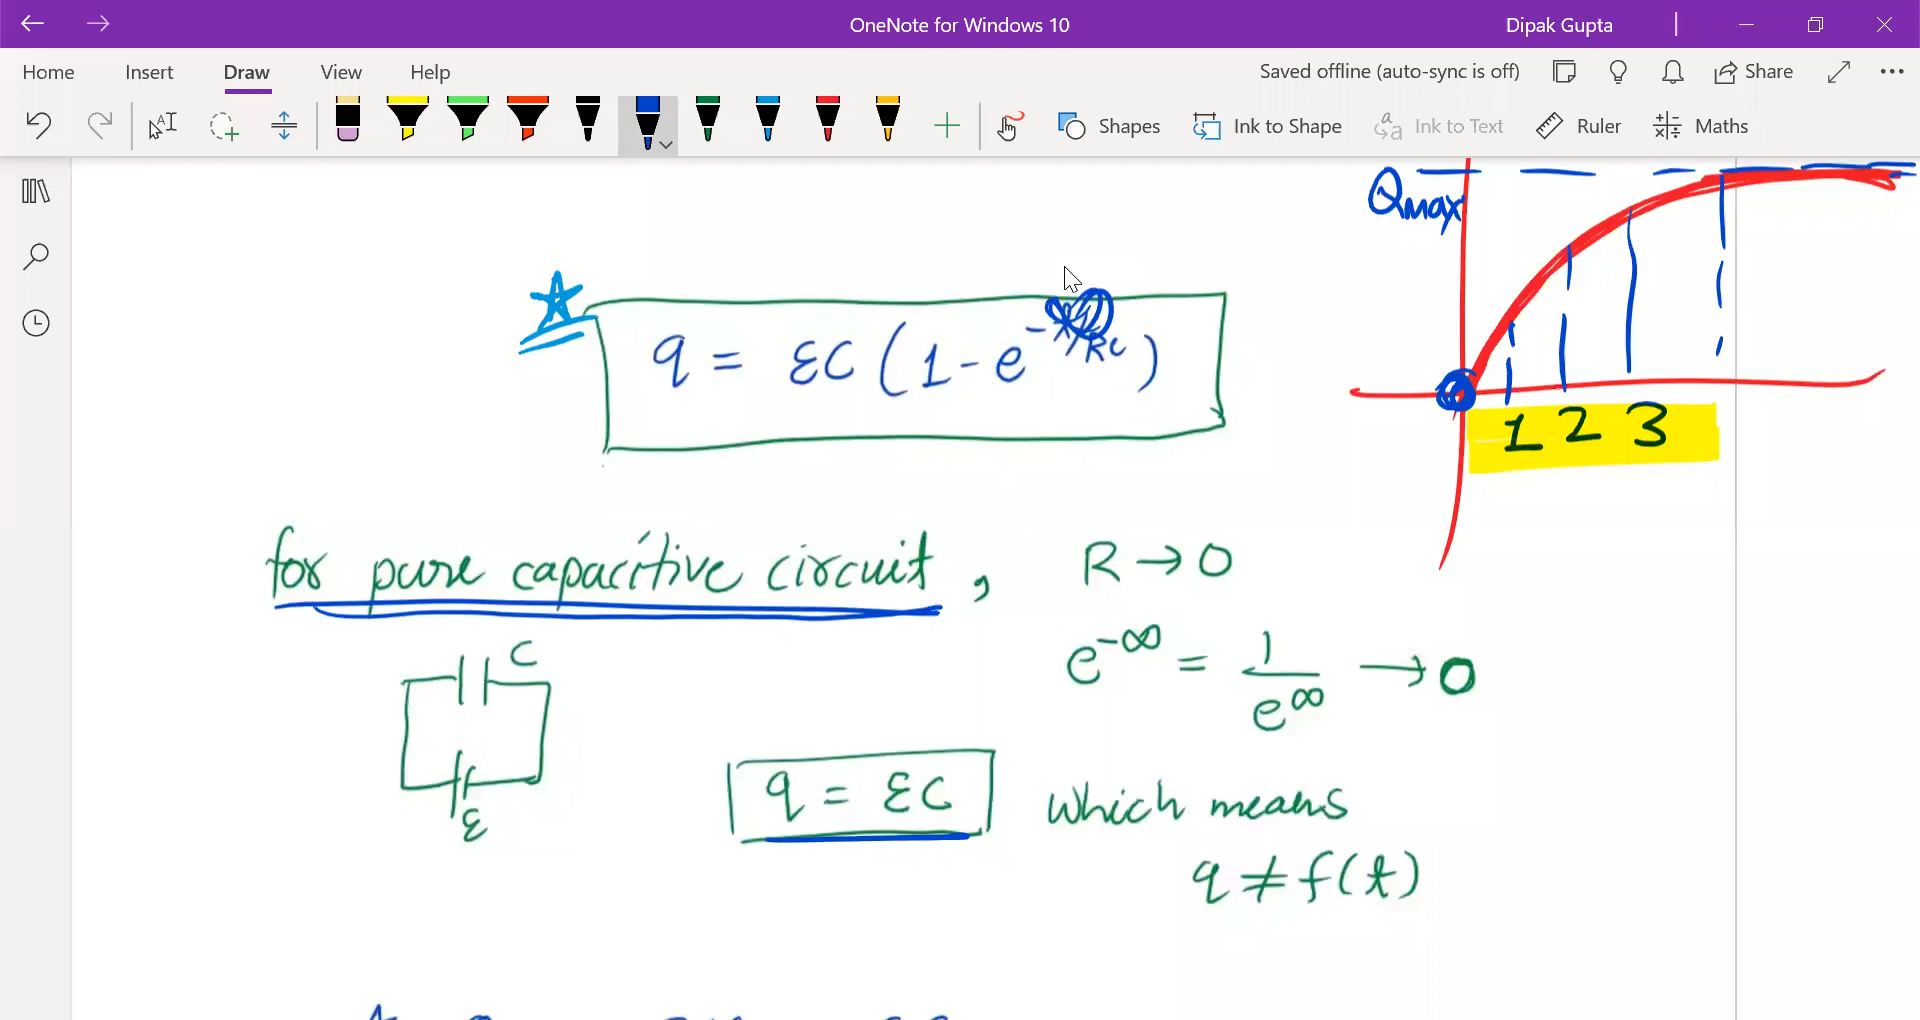 OneNote for Windows 10
Dipak Gupta
Home Insert Draw View Help
Saved offline (auto-sync is off)
Share
Shapes
Ink to Shape
Ink to Text
Ruler
Maths
Qmax
q = εC (1 - e^{-t/RC})
1 2 3
for pure capacitive circuit, R → 0
C
e^{-∞} = 1/e^{∞} → 0
ε
q = εC which means
q ≠ f(t)